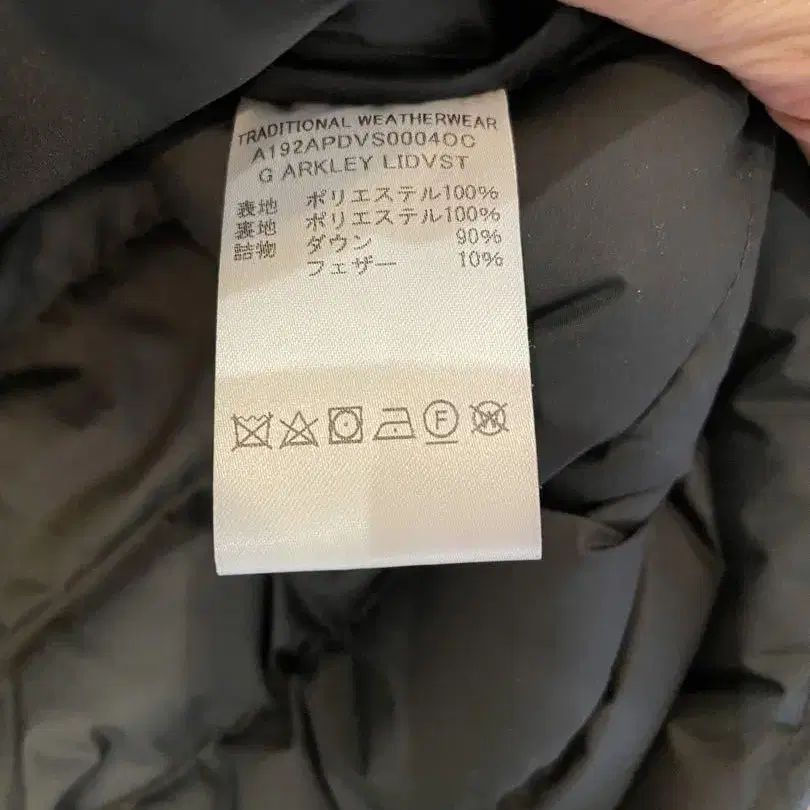 TRADITIONAL WEATHERWEAR
A192APDVS0004OC
G ARKLEY LIDVST
表地 ポリエステル100%
裏地 ポリエステル100%
詰物 ダウン 90%
フェザー 10%
F
W